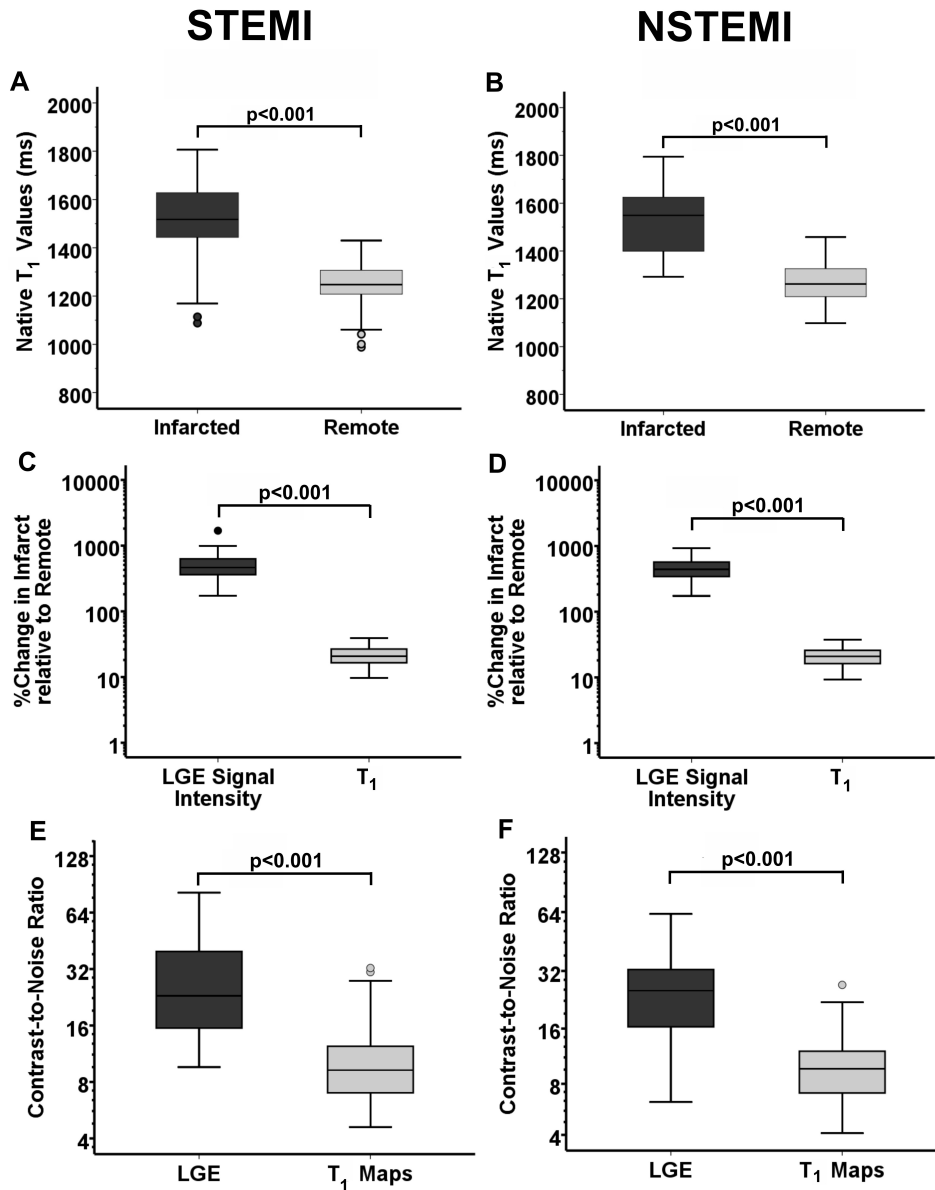 STEMI
NSTEMI
A
Native T1 Values (ms)
2000
1800
1600
1400
1200
1000
800
p<0.001
Infarcted
Remote
B
Native T1 Values (ms)
2000
1800
1600
1400
1200
1000
800
p<0.001
Infarcted
Remote
C
%Change in Infarct
relative to Remote
10000
1000
100
10
1
p<0.001
LGE Signal
Intensity
T1
D
%Change in Infarct
relative to Remote
10000
1000
100
10
1
p<0.001
LGE Signal
Intensity
T1
E
Contrast-to-Noise Ratio
128
64
32
16
8
4
p<0.001
LGE
T1 Maps
F
Contrast-to-Noise Ratio
128
64
32
16
8
4
p<0.001
LGE
T1 Maps